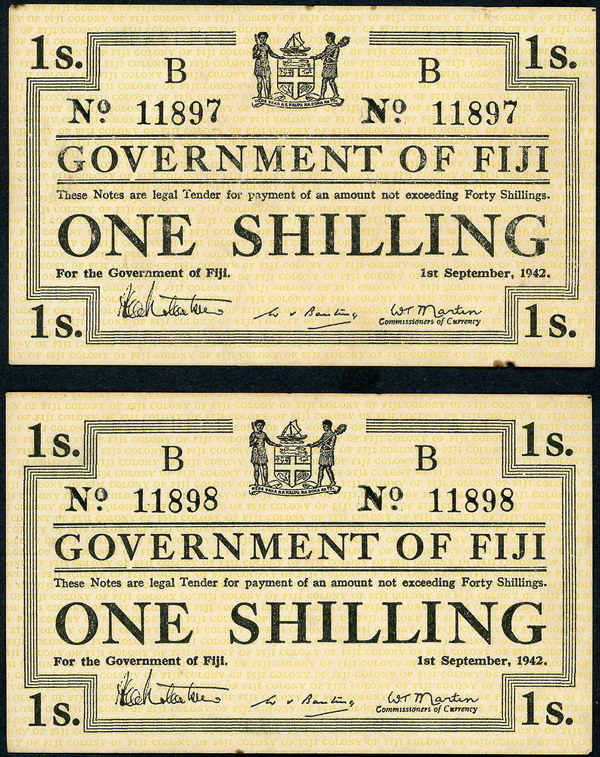 1s. 1s.
B B
Nº 11897 Nº 11897
GOVERNMENT OF FIJI
These Notes are legal Tender for payment of an amount not exceeding Forty Shillings.
ONE SHILLING
For the Government of Fiji. 1st September, 1942.
Commissioners of Currency
1s. 1s.
1s. 1s.
B B
Nº 11898 Nº 11898
GOVERNMENT OF FIJI
These Notes are legal Tender for payment of an amount not exceeding Forty Shillings.
ONE SHILLING
For the Government of Fiji. 1st September, 1942.
Commissioners of Currency
1s. 1s.